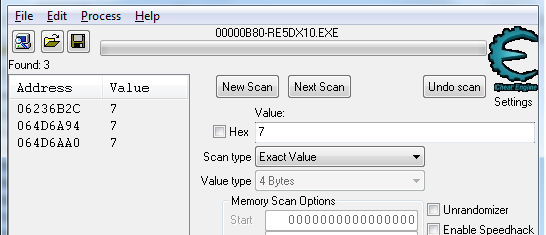 File Edit Process Help
00000B80-RE5DX10.EXE
Found: 3
Address Value
06236B2C 7
064D6A94 7
064D6AA0 7
New Scan Next Scan Undo scan
Cheat Engine
Settings
Value:
Hex 7
Scan type Exact Value
Value type 4 Bytes
Memory Scan Options
Start 0000000000000000
Unrandomizer
Enable Speedhack